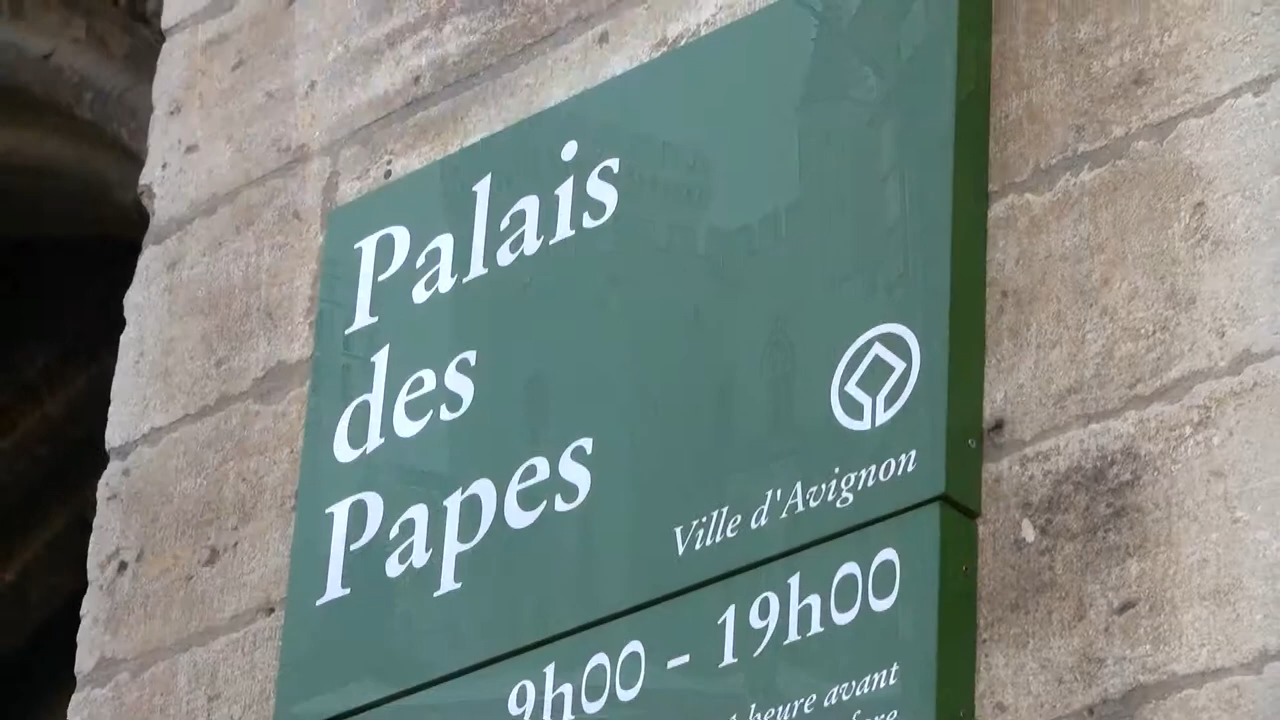 Palais
des
Papes
Ville d'Avignon
9h00 - 19h00
heure avant